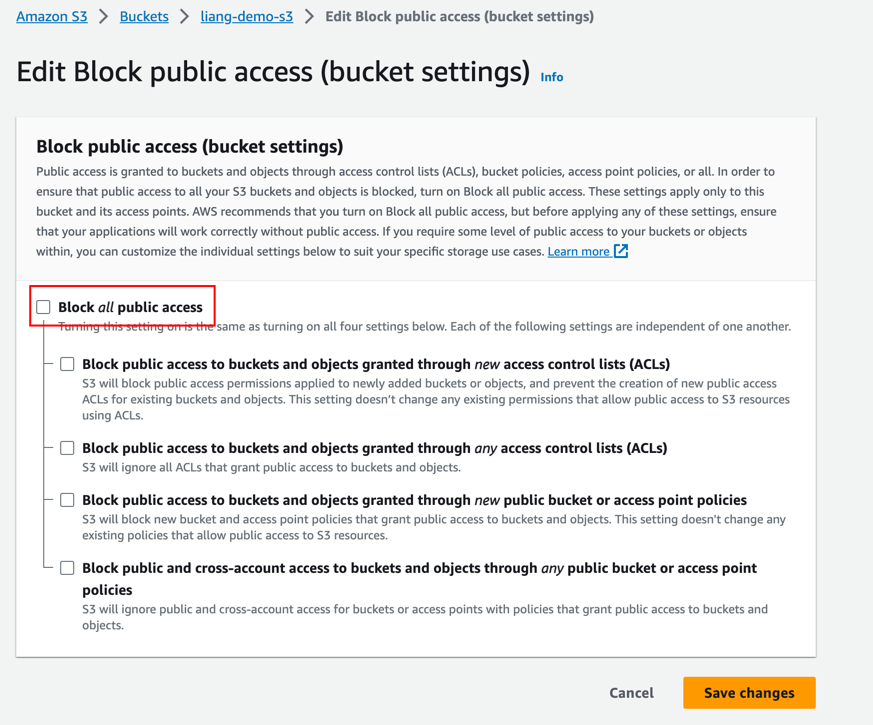 Amazon S3 > Buckets > liang-demo-s3 > Edit Block public access (bucket settings)
Edit Block public access (bucket settings) Info
Block public access (bucket settings)
Public access is granted to buckets and objects through access control lists (ACLs), bucket policies, access point policies, or all. In order to
ensure that public access to all your S3 buckets and objects is blocked, turn on Block all public access. These settings apply only to this
bucket and its access points. AWS recommends that you turn on Block all public access, but before applying any of these settings, ensure
that your applications will work correctly without public access. If you require some level of public access to your buckets or objects
within, you can customize the individual settings below to suit your specific storage use cases. Learn more
Block all public access
Turning this setting on is the same as turning on all four settings below. Each of the following settings are independent of one another.
Block public access to buckets and objects granted through new access control lists (ACLs)
S3 will block public access permissions applied to newly added buckets or objects, and prevent the creation of new public access
ACLs for existing buckets and objects. This setting doesn't change any existing permissions that allow public access to S3 resources
using ACLs.
Block public access to buckets and objects granted through any access control lists (ACLs)
S3 will ignore all ACLs that grant public access to buckets and objects.
Block public access to buckets and objects granted through new public bucket or access point policies
S3 will block new bucket and access point policies that grant public access to buckets and objects. This setting doesn't change any
existing policies that allow public access to S3 resources.
Block public and cross-account access to buckets and objects through any public bucket or access point
policies
S3 will ignore public and cross-account access for buckets or access points with policies that grant public access to buckets and
objects.
Cancel Save changes